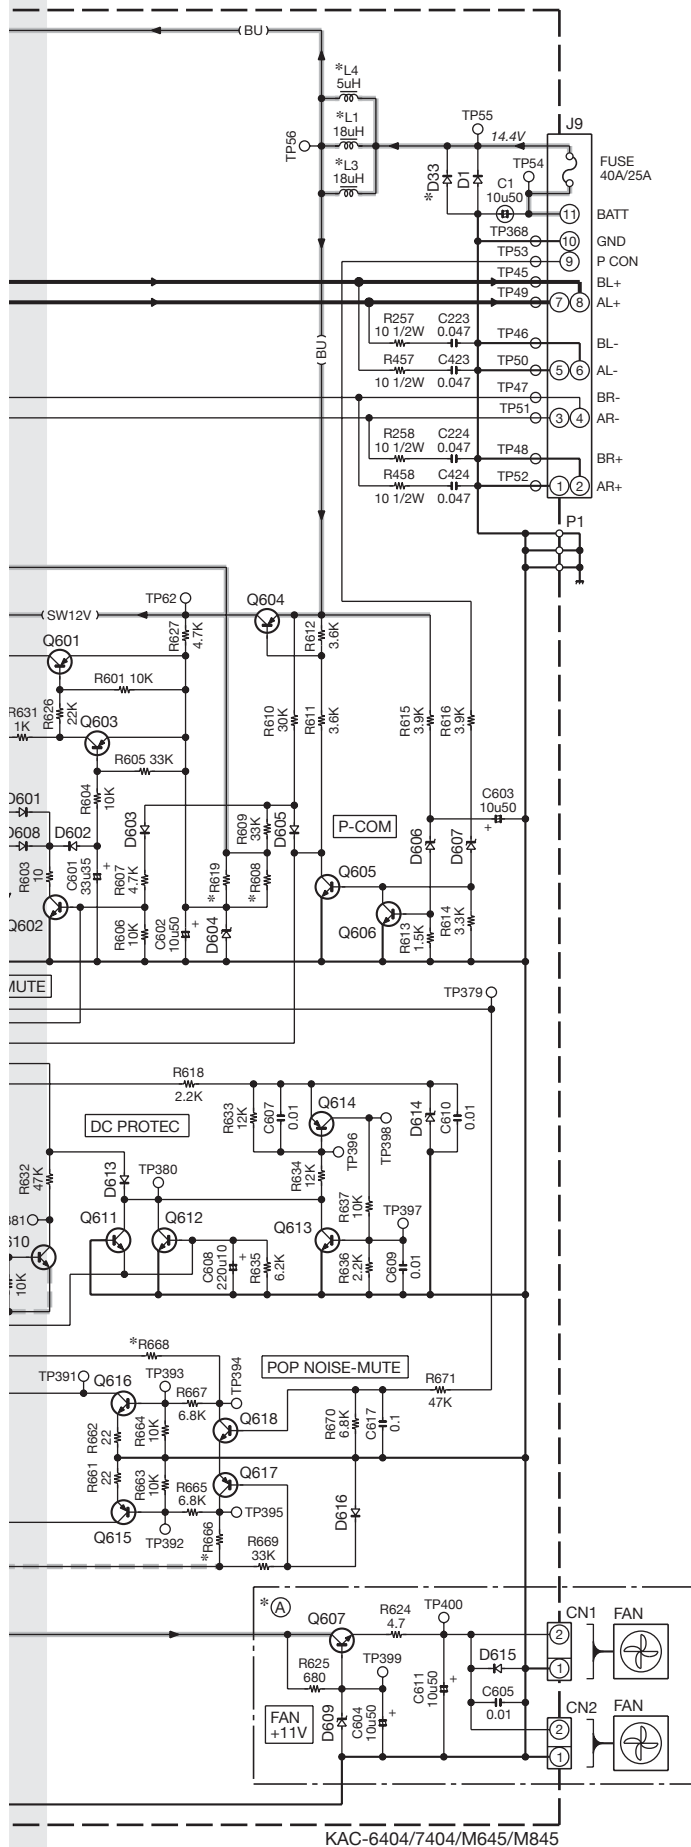 ( BU )
*L4
5uH
*L1
18uH
*L3
18uH
TP56
TP55
14.4V
TP54
J9
FUSE
40A/25A
*D33
D1
C1
10u50
11
BATT
TP368
10
GND
TP53
9
P CON
TP45
BL+
TP49
7
8
AL+
R257
10 1/2W
C223
0.047
TP46
BL-
( BU )
R457
10 1/2W
C423
0.047
TP50
5
6
AL-
TP47
BR-
TP51
3
4
AR-
R258
10 1/2W
C224
0.047
TP48
BR+
R458
10 1/2W
C424
0.047
TP52
1
2
AR+
P1
TP62
( SW12V )
Q604
Q601
R627
4.7K
R612
3.6K
R601 10K
R626
22K
R631
1K
Q603
R610
30K
R611
3.6K
R615
3.9K
R616
3.9K
R605 33K
R604
10K
C603
10u50
+
D601
D608
D602
D603
R609
33K
D605
P-COM
D606
D607
R603
10
C601
33u35
+
R607
4.7K
*R619
*R608
Q605
Q602
R606
10K
C602
10u50
+
D604
Q606
R613
1.5K
R614
33K
MUTE
TP379
R618
2.2K
R633
12K
C607
0.01
Q614
D614
C610
0.01
DC PROTEC
TP396
TP398
R632
47K
D613
TP380
R634
12K
R637
10K
TP397
381
Q611
Q612
Q613
610
10K
C608
220u10
+
R635
6.2K
R636
2.2K
C609
0.01
*R668
TP391
Q616
TP393
TP394
POP NOISE-MUTE
R667
6.8K
R671
47K
R662
22
R664
10K
Q618
R670
6.8K
C617
0.1
R661
22
R663
10K
R665
6.8K
Q617
D616
TP395
Q615
TP392
*R666
R669
33K
*A
Q607
R624
4.7
TP400
CN1
FAN
2
D615
1
R625
680
TP399
C611
10u50
+
C605
0.01
CN2
FAN
FAN
+11V
D609
C604
10u50
+
2
1
KAC-6404/7404/M645/M845